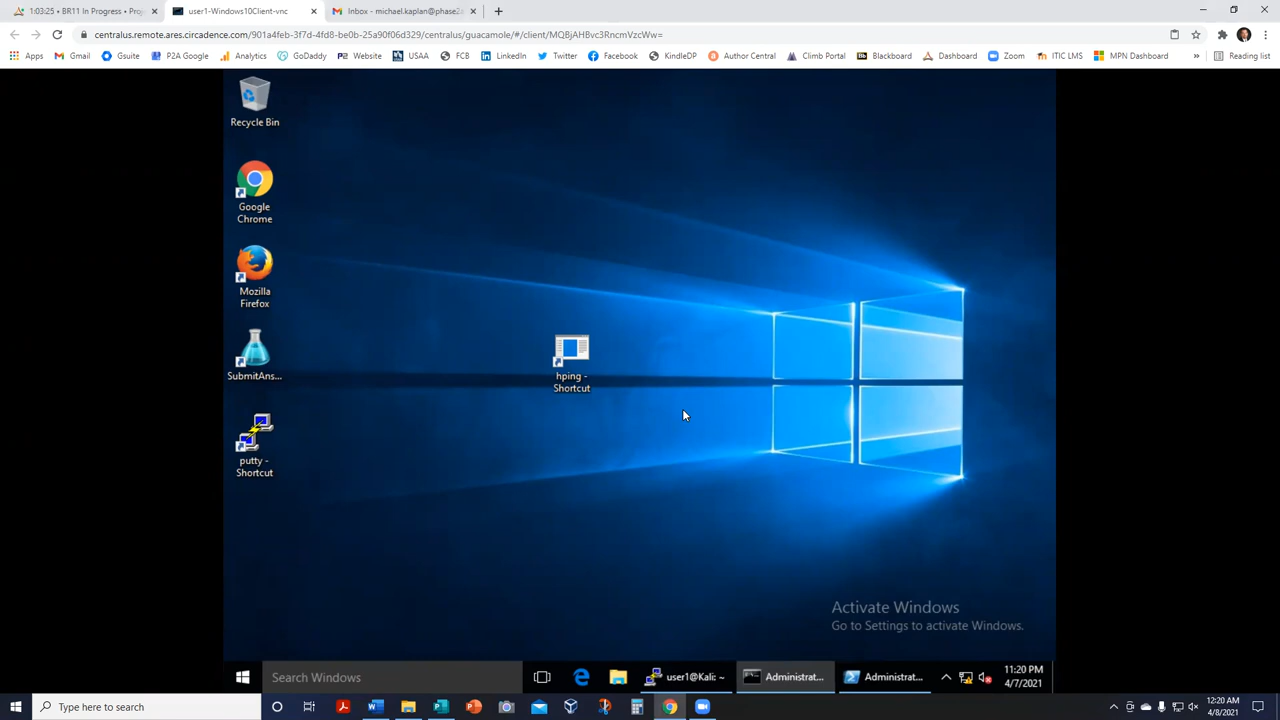 1:03:25 • BR11 In Progress • Pro
user1-Windows10Client-vnc
Inbox - michael.kaplan@phase2
centralus.remote.ares.circadence.com/901a4feb-3f7d-4fd8-be0b-25a90f06d329/centralus/guacamole/#/client/MQBjAHBvc3RncmVzcWw=
Apps
Gmail
Gsuite
P2A Google
Analytics
GoDaddy
Website
USAA
FCB
LinkedIn
Twitter
Facebook
KindleDP
Author Central
Climb Portal
Blackboard
Dashboard
Zoom
ITIC LMS
MPN Dashboard
»
Reading list
Recycle Bin
Google
Chrome
Mozilla
Firefox
SubmitAns...
putty -
Shortcut
hping -
Shortcut
Activate Windows
Go to Settings to activate Windows.
Search Windows
user1@Kali: ~
Administrat...
Administrat...
11:20 PM
4/7/2021
Type here to search
12:20 AM
4/8/2021